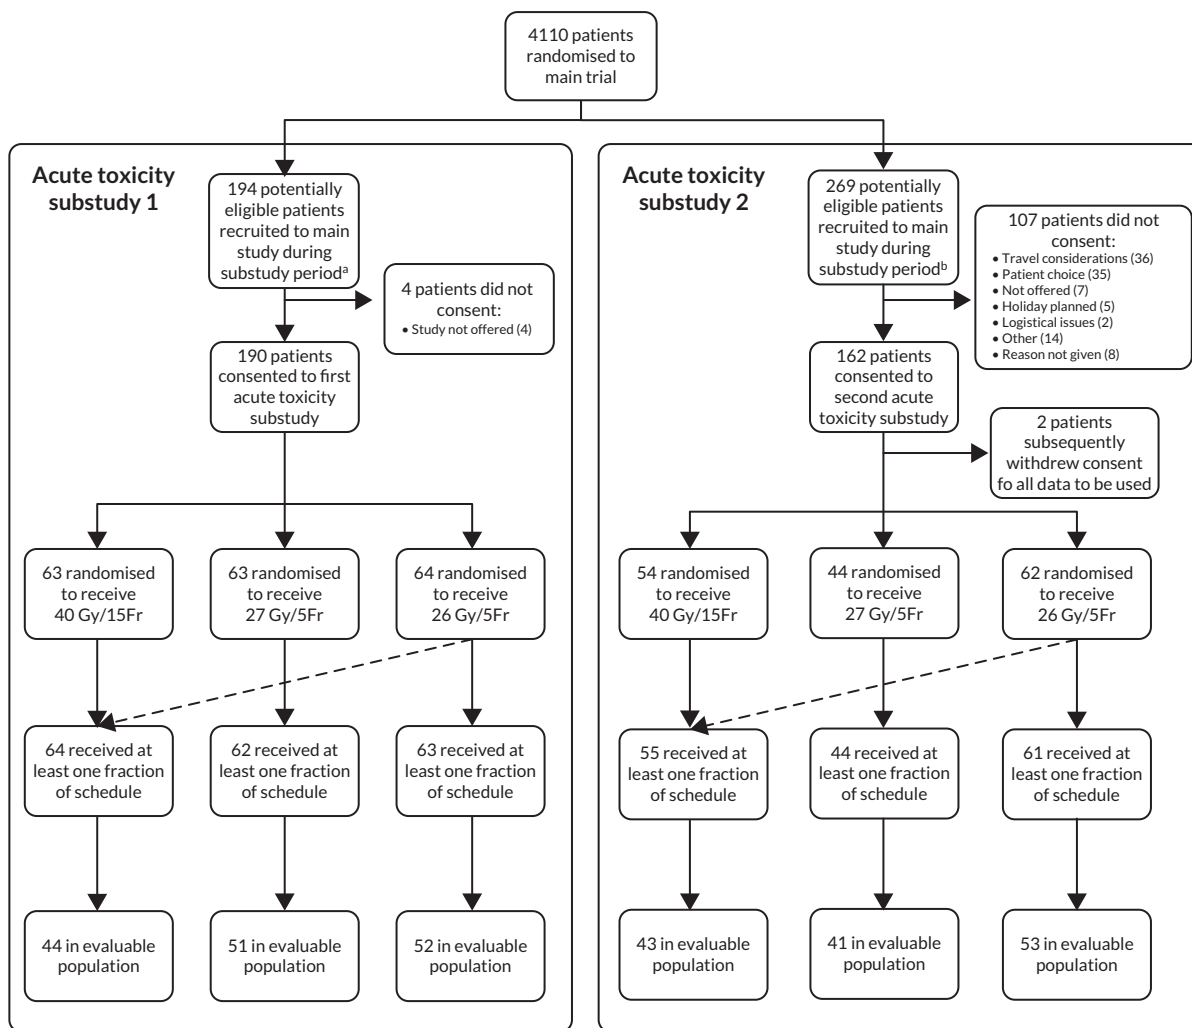 4110 patients
randomised to
main trial
Acute toxicity
substudy 1
194 potentially
eligible patients
recruited to main
study during
substudy periodᵃ
4 patients did not
consent:
• Study not offered (4)
190 patients
consented to first
acute toxicity
substudy
63 randomised
to receive
40 Gy/15Fr
63 randomised
to receive
27 Gy/5Fr
64 randomised
to receive
26 Gy/5Fr
64 received at
least one fraction
of schedule
62 received at
least one fraction
of schedule
63 received at
least one fraction
of schedule
44 in evaluable
population
51 in evaluable
population
52 in evaluable
population
Acute toxicity
substudy 2
269 potentially
eligible patients
recruited to main
study during
substudy periodᵇ
107 patients did not
consent:
• Travel considerations (36)
• Patient choice (35)
• Not offered (7)
• Holiday planned (5)
• Logistical issues (2)
• Other (14)
• Reason not given (8)
162 patients
consented to
second acute
toxicity substudy
2 patients
subsequently
withdrew consent
fo all data to be used
54 randomised
to receive
40 Gy/15Fr
44 randomised
to receive
27 Gy/5Fr
62 randomised
to receive
26 Gy/5Fr
55 received at
least one fraction
of schedule
44 received at
least one fraction
of schedule
61 received at
least one fraction
of schedule
43 in evaluable
population
41 in evaluable
population
53 in evaluable
population